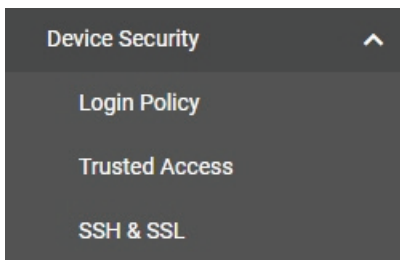 Device Security
Login Policy
Trusted Access
SSH & SSL